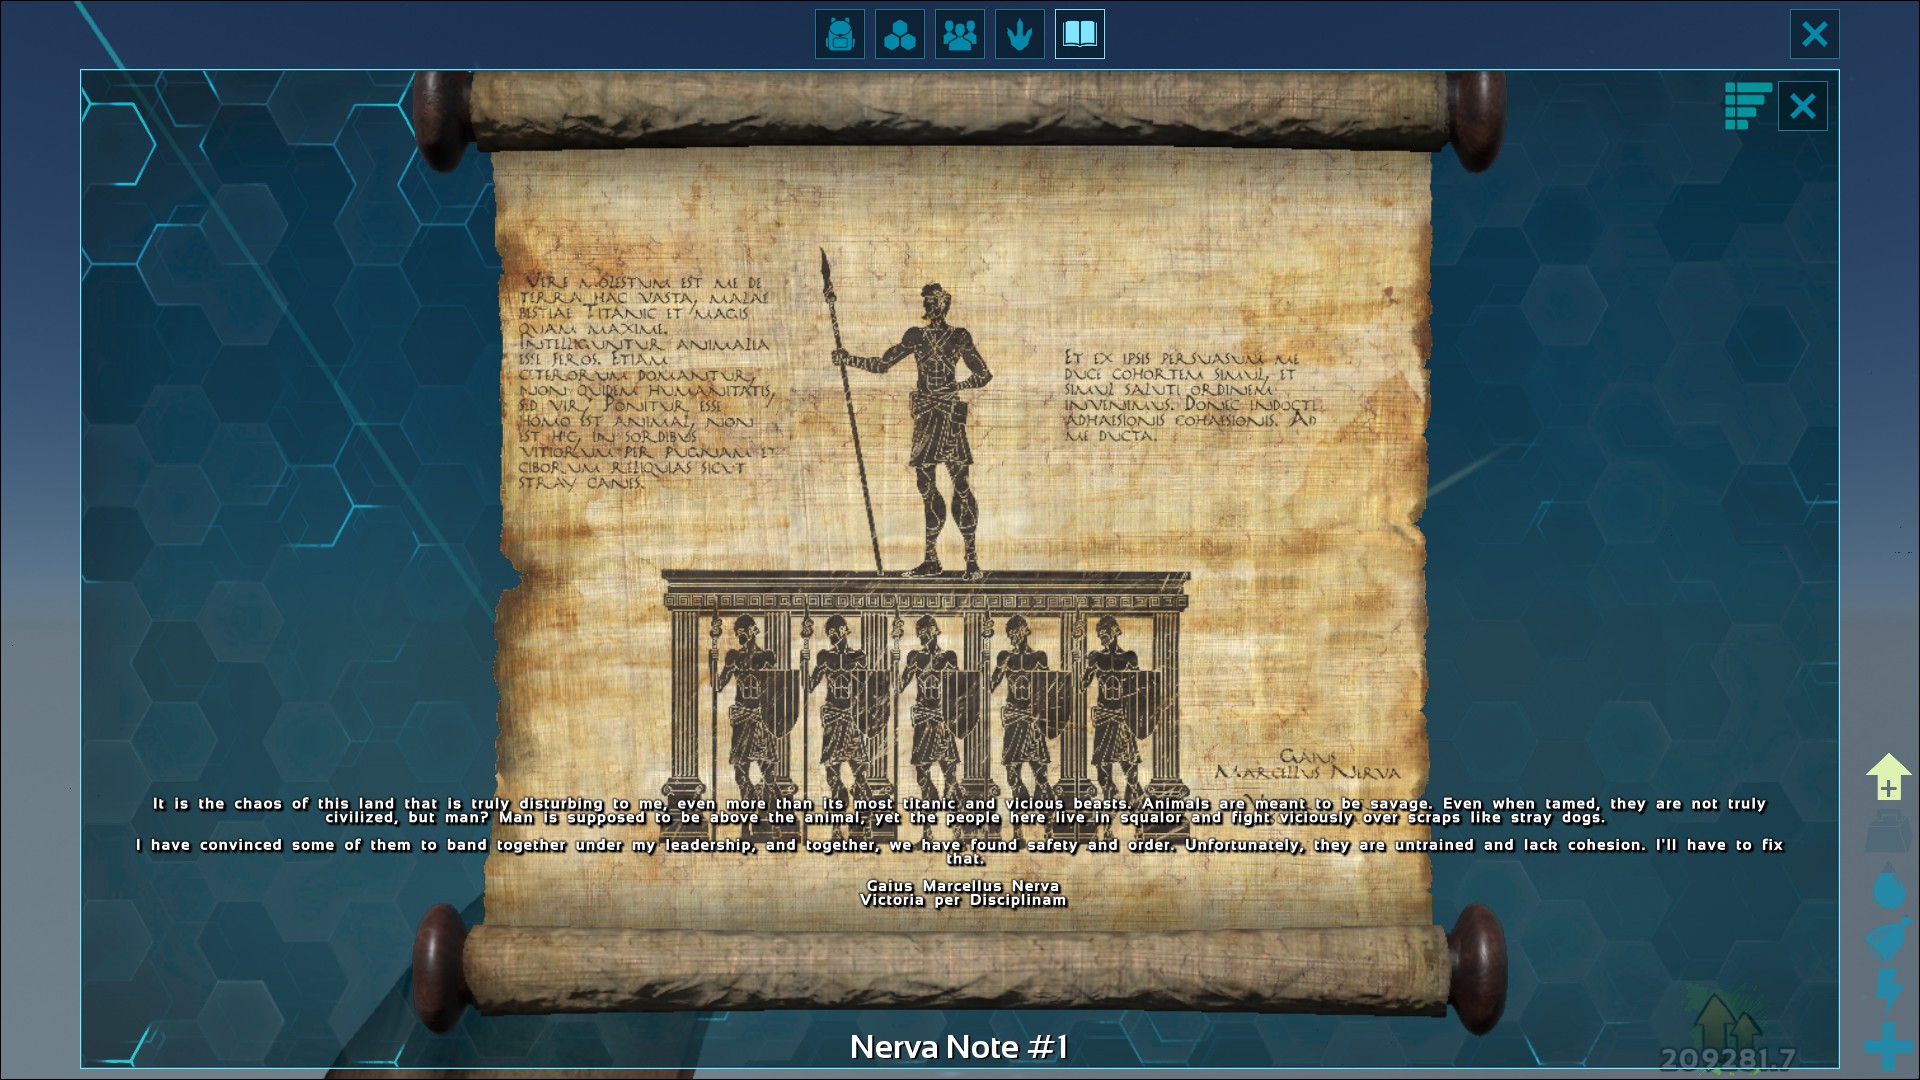 VERE MOLESTUM EST ME DE
TERRA HAC VASTA, MALAE
BESTIAE TITANIC ET MAGIS
QUAM MAXIME.
INTELLIGUNTUR ANIMALIA
ESSE FEROS. ETIAM
CETERORUM DOMANTUR,
NON QUIDEM HUMANITATIS,
SED VIR, PONITUR ESSE
HOMO EST ANIMAL, NON
EST HIC, IN SORDIBUS
VITIORUM PER PUGNAM ET
CIBORUM RELIQUIAS SICUT
STRAY CANES.
ET EX IPSIS PERSUASUM ME
DUCE COHORTEM SIMUL, ET
SIMUL SALUTI ORDINEM
INVENIMUS. DONEC INDOCTI
ADHAESIONIS COHAESIONIS. AD
ME DUCTA.
GAIUS
MARCELLUS NERVA
It is the chaos of this land that is truly disturbing to me, even more than its most titanic and vicious beasts. Animals are meant to be savage. Even when tamed, they are not truly
civilized, but man? Man is supposed to be above the animal, yet the people here live in squalor and fight viciously over scraps like stray dogs.
I have convinced some of them to band together under my leadership, and together, we have found safety and order. Unfortunately, they are untrained and lack cohesion. I'll have to fix
that.
Gaius Marcellus Nerva
Victoria per Disciplinam
Nerva Note #1
209281.7